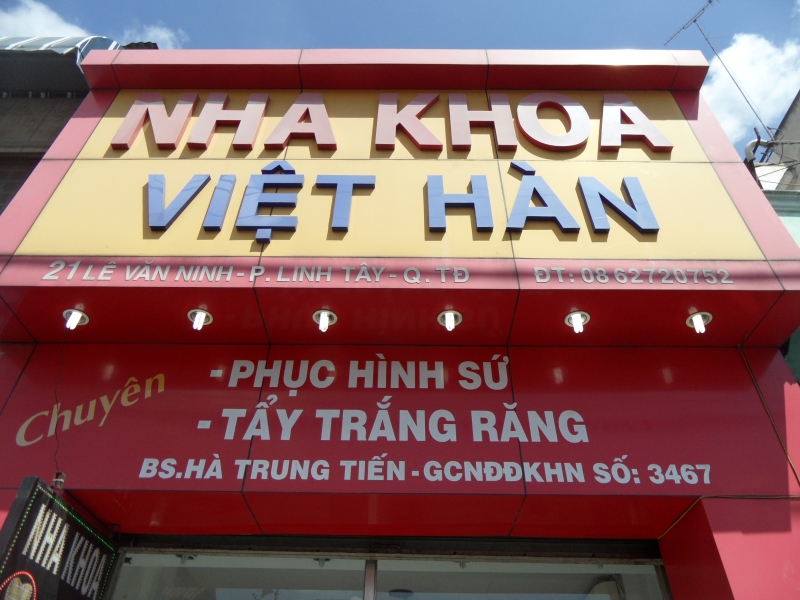 NHA KHOA
VIỆT HÀN
21 LÊ VĂN NINH - P. LINH TÂY - Q. TĐ ĐT: 08 62720752
Chuyên
- PHỤC HÌNH SỨ
- TẨY TRẮNG RĂNG
BS.HÀ TRUNG TIẾN - GCNĐĐKHN SỐ: 3467
NHA KHOA